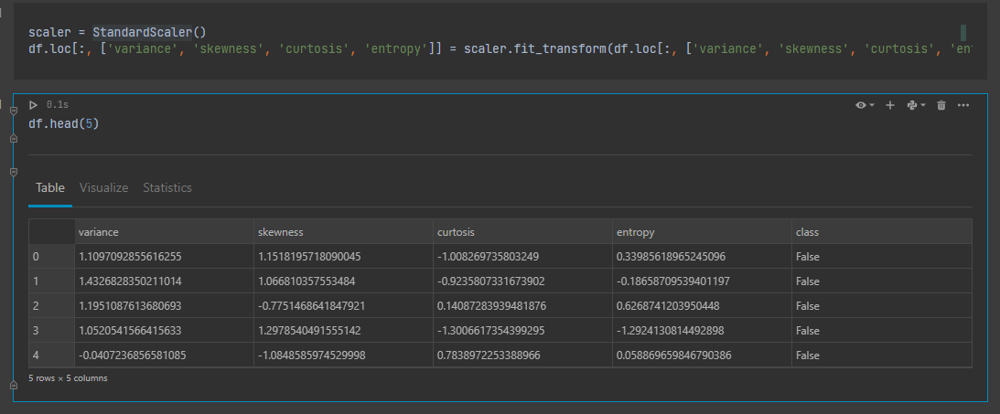 scaler = StandardScaler()
df.loc[:, ['variance', 'skewness', 'curtosis', 'entropy']] = scaler.fit_transform(df.loc[:, ['variance', 'skewness', 'curtosis', 'ent
0.1s
df.head(5)
Table Visualize Statistics
variance skewness curtosis entropy class
0 1.1097092855616255 1.1518195718090045 -1.008269735803249 0.33985618965245096 False
1 1.4326828350211014 1.066810357553484 -0.9235807331673902 -0.18658709539401197 False
2 1.1951087613680693 -0.7751468641847921 0.14087283939481876 0.6268741203950448 False
3 1.0520541566415633 1.2978540491555142 -1.3006617354399295 -1.2924130814492898 False
4 -0.0407236856581085 -1.0848585974529998 0.7838972253388966 0.058869659846790386 False
5 rows × 5 columns